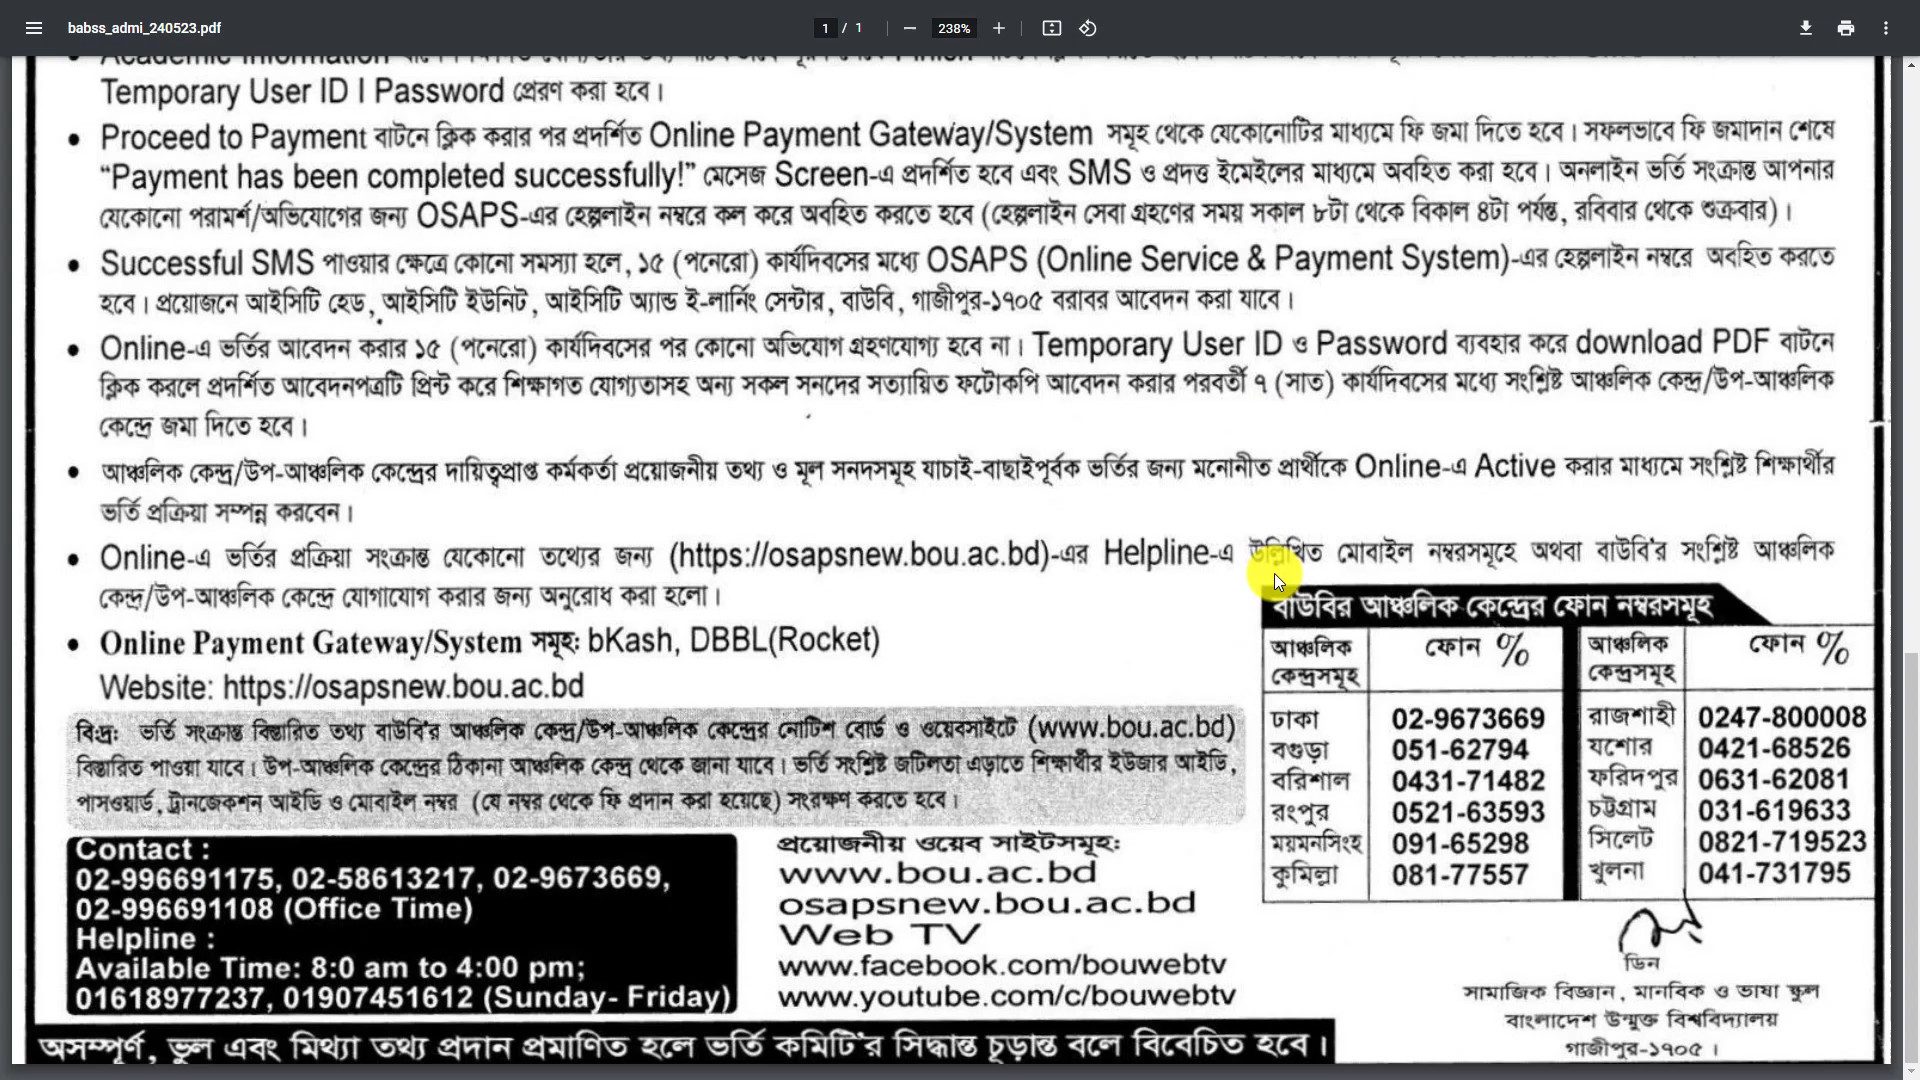 babss_admi_240523.pdf
1 / 1
238%
Temporary User ID I Password প্রেরণ করা হবে।
• Proceed to Payment বাটনে ক্লিক করার পর প্রদর্শিত Online Payment Gateway/System সমূহ থেকে যেকোনোটির মাধ্যমে ফি জমা দিতে হবে। সফলভাবে ফি জমাদান শেষে
“Payment has been completed successfully!” মেসেজ Screen-এ প্রদর্শিত হবে এবং SMS ও প্রদত্ত ইমেইলের মাধ্যমে অবহিত করা হবে। অনলাইন ভর্তি সংক্রান্ত আপনার
যেকোনো পরামর্শ/অভিযোগের জন্য OSAPS-এর হেল্পলাইন নম্বরে কল করে অবহিত করতে হবে (হেল্পলাইন সেবা গ্রহণের সময় সকাল ৮টা থেকে বিকাল ৪টা পর্যন্ত, রবিবার থেকে শুক্রবার)।
• Successful SMS পাওয়ার ক্ষেত্রে কোনো সমস্যা হলে, ১৫ (পনেরো) কার্যদিবসের মধ্যে OSAPS (Online Service & Payment System)-এর হেল্পলাইন নম্বরে অবহিত করতে
হবে। প্রয়োজনে আইসিটি হেড, আইসিটি ইউনিট, আইসিটি অ্যান্ড ই-লার্নিং সেন্টার, বাউবি, গাজীপুর-১৭০৫ বরাবর আবেদন করা যাবে।
• Online-এ ভর্তির আবেদন করার ১৫ (পনেরো) কার্যদিবসের পর কোনো অভিযোগ গ্রহণযোগ্য হবে না। Temporary User ID ও Password ব্যবহার করে download PDF বাটনে
ক্লিক করলে প্রদর্শিত আবেদনপত্রটি প্রিন্ট করে শিক্ষাগত যোগ্যতাসহ অন্য সকল সনদের সত্যায়িত ফটোকপি আবেদন করার পরবর্তী ৭ (সাত) কার্যদিবসের মধ্যে সংশ্লিষ্ট আঞ্চলিক কেন্দ্র/উপ-আঞ্চলিক
কেন্দ্রে জমা দিতে হবে।
• আঞ্চলিক কেন্দ্র/উপ-আঞ্চলিক কেন্দ্রের দায়িত্বপ্রাপ্ত কর্মকর্তা প্রয়োজনীয় তথ্য ও মূল সনদসমূহ যাচাই-বাছাইপূর্বক ভর্তির জন্য মনোনীত প্রার্থীকে Online-এ Active করার মাধ্যমে সংশ্লিষ্ট শিক্ষার্থীর
ভর্তি প্রক্রিয়া সম্পন্ন করবেন।
• Online-এ ভর্তির প্রক্রিয়া সংক্রান্ত যেকোনো তথ্যের জন্য (https://osapsnew.bou.ac.bd)-এর Helpline-এ উল্লিখিত মোবাইল নম্বরসমূহে অথবা বাউবি'র সংশ্লিষ্ট আঞ্চলিক
কেন্দ্র/উপ-আঞ্চলিক কেন্দ্রে যোগাযোগ করার জন্য অনুরোধ করা হলো।
• Online Payment Gateway/System সমূহ: bKash, DBBL(Rocket)
Website: https://osapsnew.bou.ac.bd
বি:দ্র: ভর্তি সংক্রান্ত বিস্তারিত তথ্য বাউবি'র আঞ্চলিক কেন্দ্র/উপ-আঞ্চলিক কেন্দ্রের নোটিশ বোর্ড ও ওয়েবসাইটে (www.bou.ac.bd)
বিস্তারিত পাওয়া যাবে। উপ-আঞ্চলিক কেন্দ্রের ঠিকানা আঞ্চলিক কেন্দ্র থেকে জানা যাবে। ভর্তি সংশ্লিষ্ট জটিলতা এড়াতে শিক্ষার্থীর ইউজার আইডি,
পাসওয়ার্ড, ট্রানজেকশন আইডি ও মোবাইল নম্বর (যে নম্বর থেকে ফি প্রদান করা হয়েছে) সংরক্ষণ করতে হবে।
Contact :
02-996691175, 02-58613217, 02-9673669,
02-996691108 (Office Time)
Helpline :
Available Time: 8:0 am to 4:00 pm;
01618977237, 01907451612 (Sunday- Friday)
প্রয়োজনীয় ওয়েব সাইটসমূহ:
www.bou.ac.bd
osapsnew.bou.ac.bd
Web TV
www.facebook.com/bouwebtv
www.youtube.com/c/bouwebtv
বাউবির আঞ্চলিক কেন্দ্রের ফোন নম্বরসমূহ
আঞ্চলিক কেন্দ্রসমূহ ফোন % আঞ্চলিক কেন্দ্রসমূহ ফোন %
ঢাকা 02-9673669 রাজশাহী 0247-800008
বগুড়া 051-62794 যশোর 0421-68526
বরিশাল 0431-71482 ফরিদপুর 0631-62081
রংপুর 0521-63593 চট্টগ্রাম 031-619633
ময়মনসিংহ 091-65298 সিলেট 0821-719523
কুমিল্লা 081-77557 খুলনা 041-731795
ডিন
সামাজিক বিজ্ঞান, মানবিক ও ভাষা স্কুল
বাংলাদেশ উন্মুক্ত বিশ্ববিদ্যালয়
গাজীপুর-১৭০৫।
অসম্পূর্ণ, ভুল এবং মিথ্যা তথ্য প্রদান প্রমাণিত হলে ভর্তি কমিটি'র সিদ্ধান্ত চূড়ান্ত বলে বিবেচিত হবে।